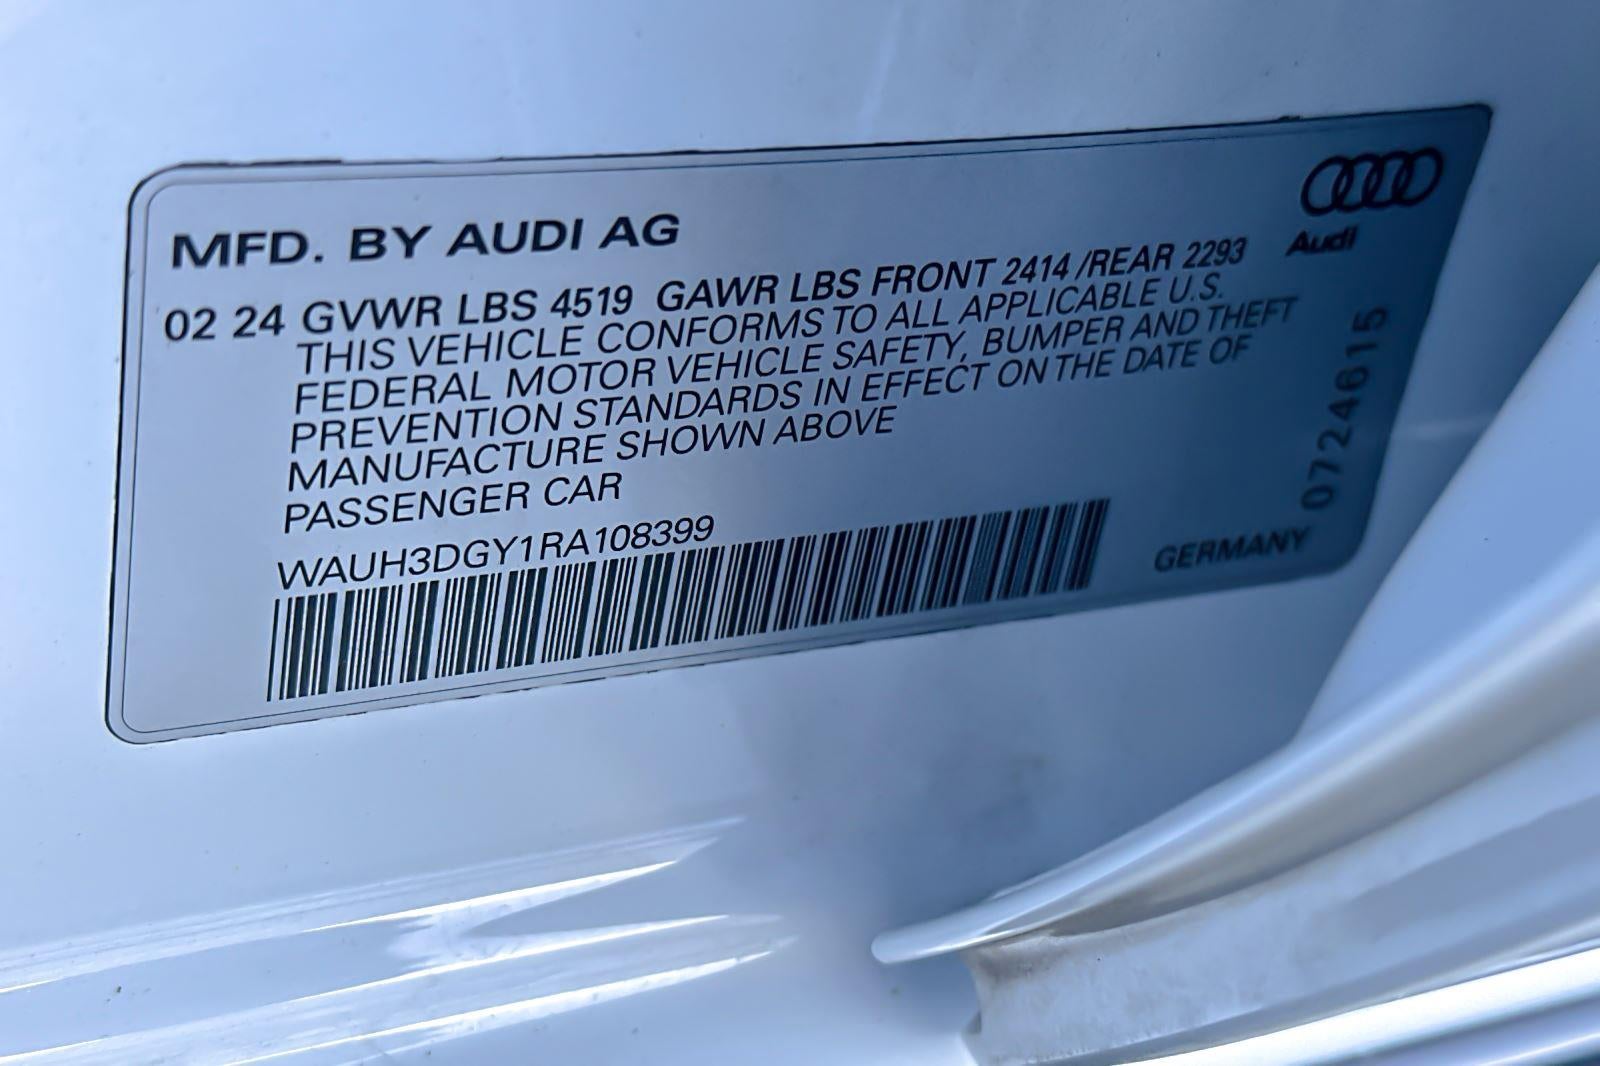 MFD. BY AUDI AG
Audi
02 24 GVWR LBS 4519 GAWR LBS FRONT 2414 /REAR 2293
THIS VEHICLE CONFORMS TO ALL APPLICABLE U.S.
FEDERAL MOTOR VEHICLE SAFETY, BUMPER AND THEFT
PREVENTION STANDARDS IN EFFECT ON THE DATE OF
MANUFACTURE SHOWN ABOVE
PASSENGER CAR
WAUH3DGY1RA108399
GERMANY
0724615